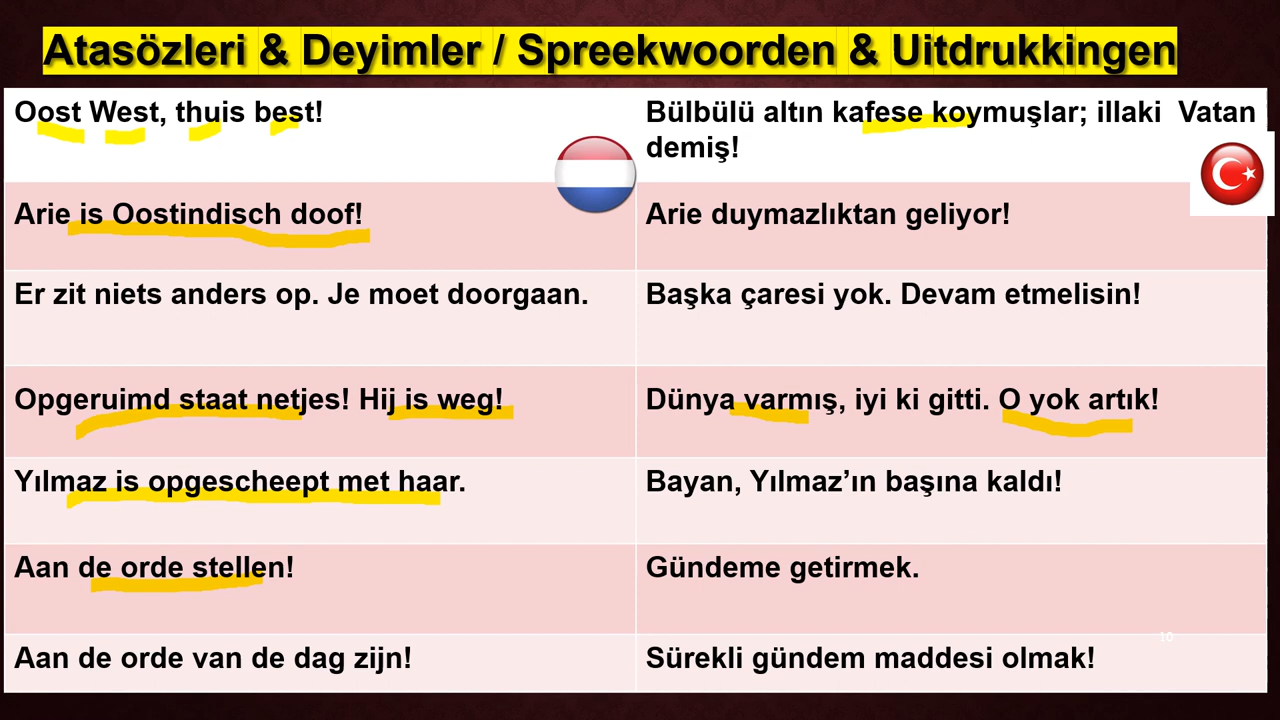 Atasözleri & Deyimler / Spreekwoorden & Uitdrukkingen
Oost West, thuis best!
Bülbülü altın kafese koymuşlar; illaki Vatan
demiş!
Arie is Oostindisch doof!
Arie duymazlıktan geliyor!
Er zit niets anders op. Je moet doorgaan.
Başka çaresi yok. Devam etmelisin!
Opgeruimd staat netjes! Hij is weg!
Dünya varmış, iyi ki gitti. O yok artık!
Yılmaz is opgescheept met haar.
Bayan, Yılmaz’ın başına kaldı!
Aan de orde stellen!
Gündeme getirmek.
10
Aan de orde van de dag zijn!
Sürekli gündem maddesi olmak!